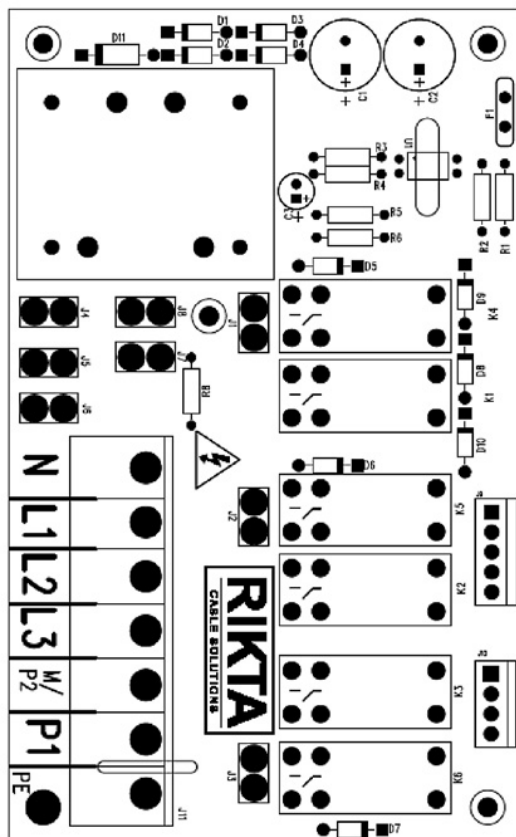 D1
D3
D11
D2
D4
C1
C2
F1
U1
R3
R4
C3
R5
R6
R2
R1
D5
D9
K4
J4
J8
J1
J5
J7
D8
K1
R8
J6
D10
N
D6
L1
J2
K5
J9
L2
K2
RIKTA
CABLE SOLUTIONS
L3
M/
P2
K3
P1
J3
K6
PE
J11
D7